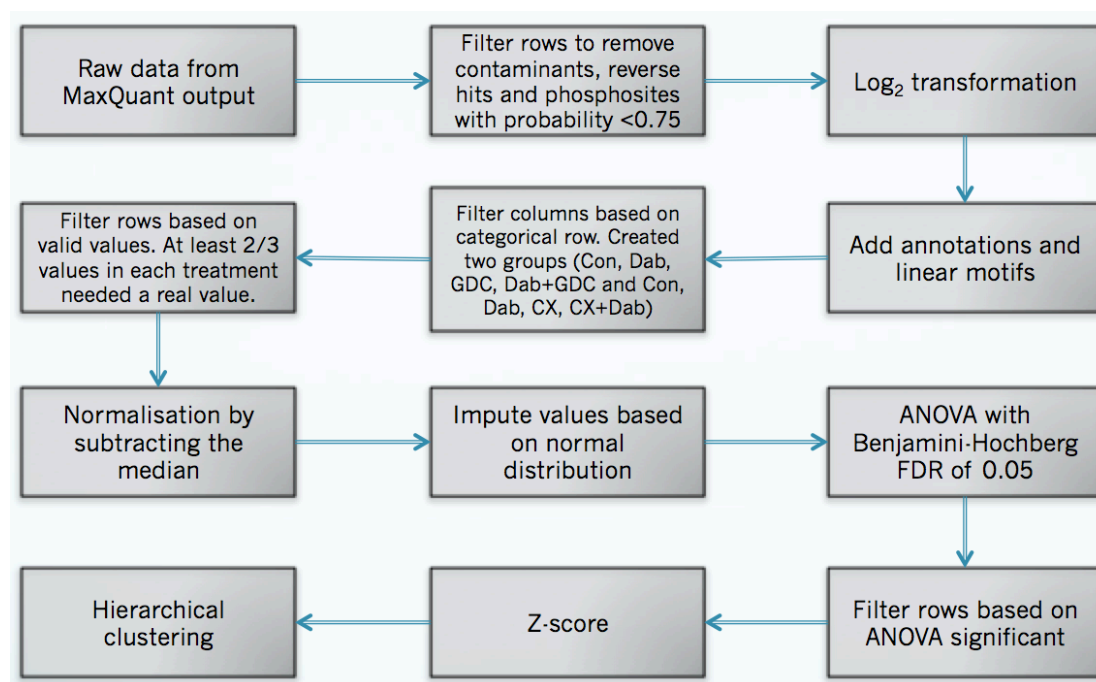 Raw data from
MaxQuant output
Filter rows to remove
contaminants, reverse
hits and phosphosites
with probability <0.75
Log₂ transformation
Add annotations and
linear motifs
Filter columns based on
categorical row. Created
two groups (Con, Dab,
GDC, Dab+GDC and Con,
Dab, CX, CX+Dab)
Filter rows based on
valid values. At least 2/3
values in each treatment
needed a real value.
Normalisation by
subtracting the
median
Impute values based
on normal
distribution
ANOVA with
Benjamini-Hochberg
FDR of 0.05
Filter rows based on
ANOVA significant
Z-score
Hierarchical
clustering